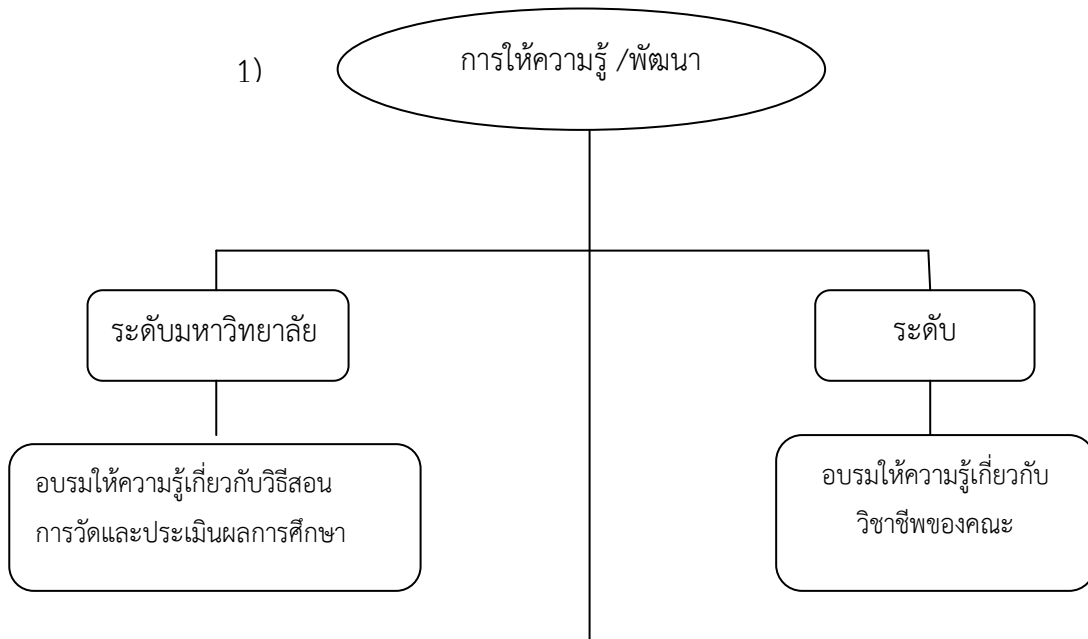 1)
การให้ความรู้ /พัฒนา
ระดับมหาวิทยาลัย
ระดับ
อบรมให้ความรู้เกี่ยวกับวิธีสอน
การวัดและประเมินผลการศึกษา
อบรมให้ความรู้เกี่ยวกับ
วิชาชีพของคณะ